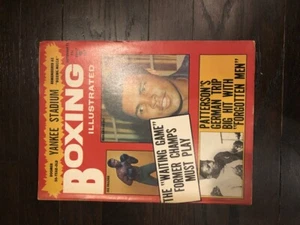 YANKEE STADIUM
BOXING
ILLUSTRATED
THE "WAITING GAME"
FORMER CHAMPS
MUST PLAY
PATTERSON'S
GERMAN TRIP
BIG HIT WITH
"FORGOTTEN MEN"